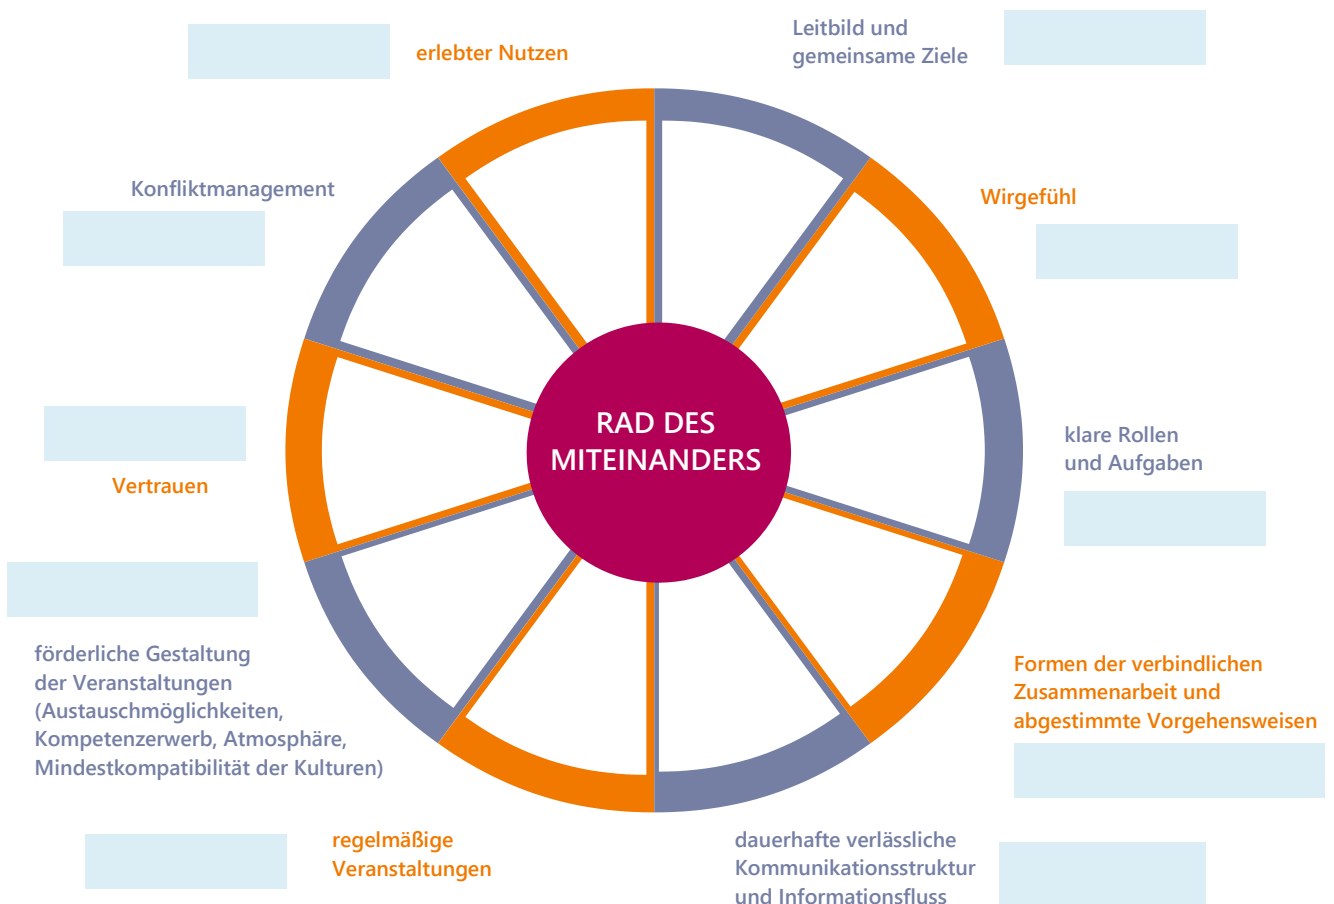 erlebter Nutzen
Leitbild und
gemeinsame Ziele
Konfliktmanagement
Wirgefühl
RAD DES
MITEINANDERS
klare Rollen
und Aufgaben
Vertrauen
förderliche Gestaltung
der Veranstaltungen
(Austauschmöglichkeiten,
Kompetenzerwerb, Atmosphäre,
Mindestkompatibilität der Kulturen)
Formen der verbindlichen
Zusammenarbeit und
abgestimmte Vorgehensweisen
regelmäßige
Veranstaltungen
dauerhafte verlässliche
Kommunikationsstruktur
und Informationsfluss